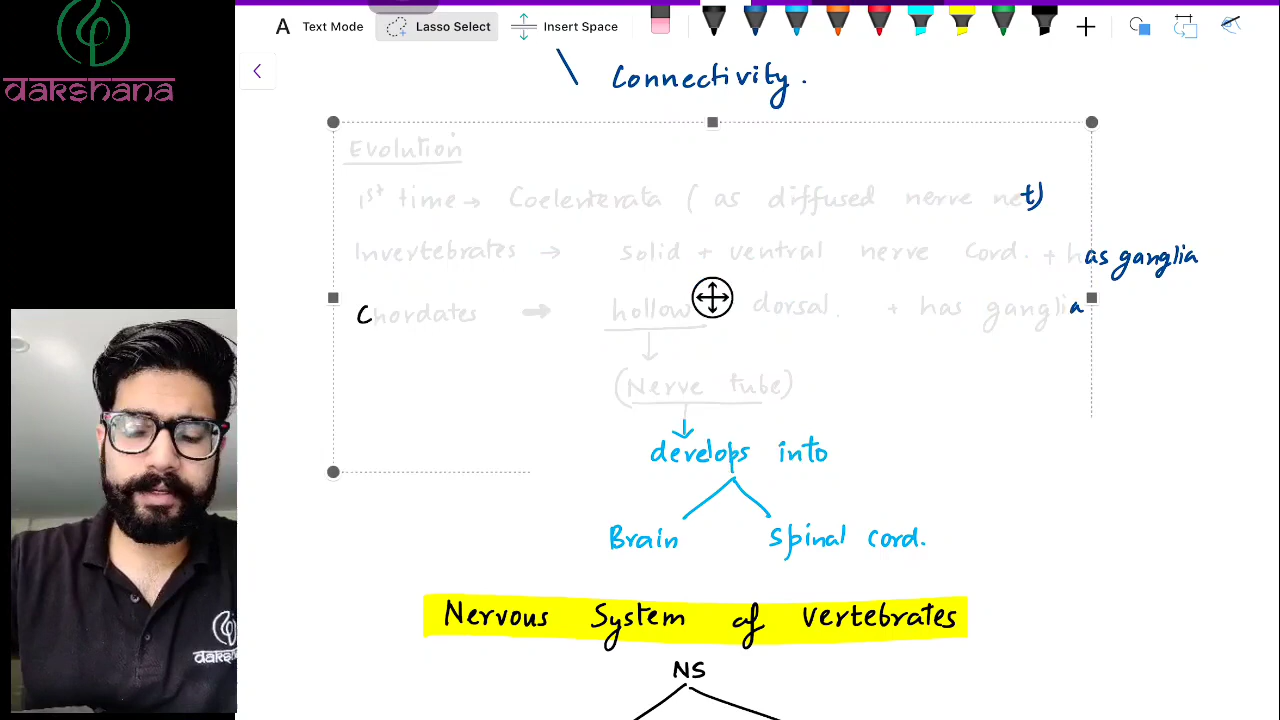 dakshana
A Text Mode Lasso Select Insert Space
Connectivity.
Evolution
1st time → Coelenterata ( as diffused nerve net)
Invertebrates → solid + ventral nerve cord. + has ganglia
Chordates → hollow dorsal. + has ganglia
(Nerve tube)
develops into
Brain Spinal cord.
Nervous System of vertebrates
NS
daksha